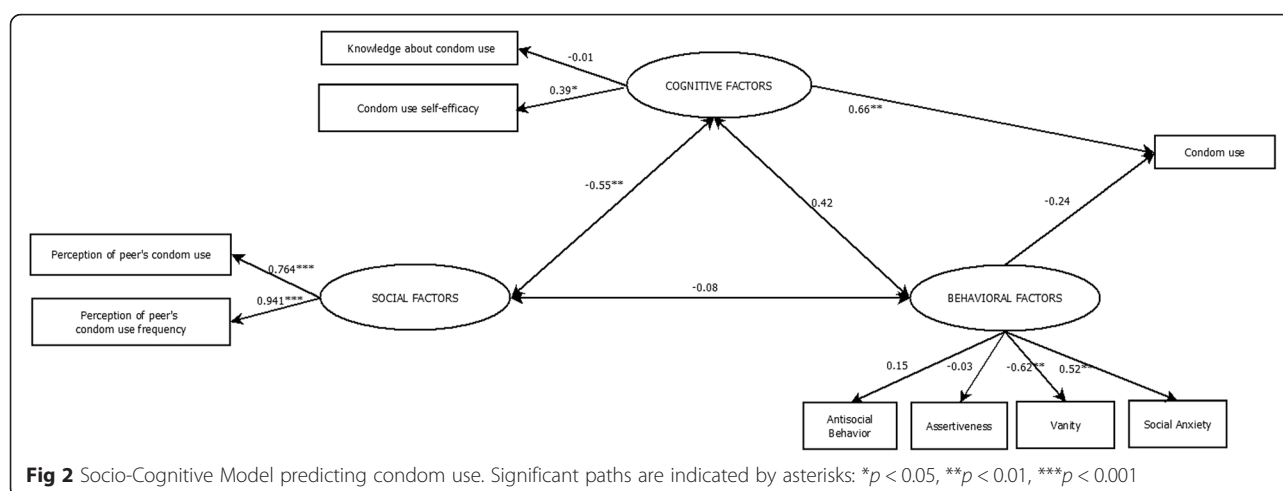 Knowledge about condom use
-0.01
COGNITIVE FACTORS
Condom use self-efficacy
0.39*
0.66**
Condom use
-0.55**
0.42
-0.24
Perception of peer's condom use
0.764***
SOCIAL FACTORS
-0.08
BEHAVIORAL FACTORS
Perception of peer's
condom use frequency
0.941***
0.15
-0.03
-0.62**
0.52**
Antisocial
Behavior
Assertiveness
Vanity
Social Anxiety
Fig 2 Socio-Cognitive Model predicting condom use. Significant paths are indicated by asterisks: *p < 0.05, **p < 0.01, ***p < 0.001